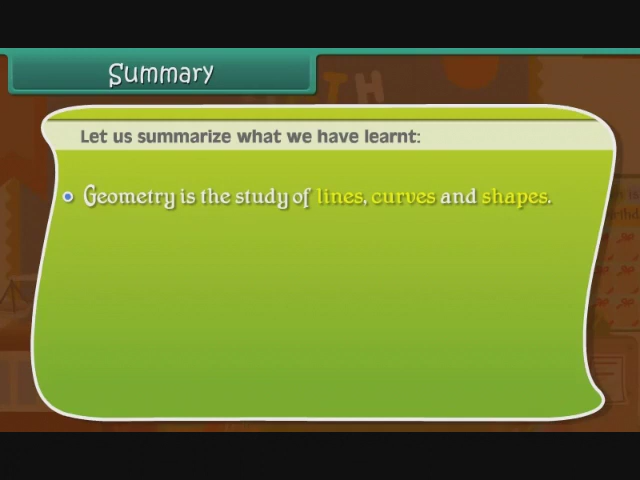 Summary
Let us summarize what we have learnt:
Geometry is the study of lines, curves and shapes.